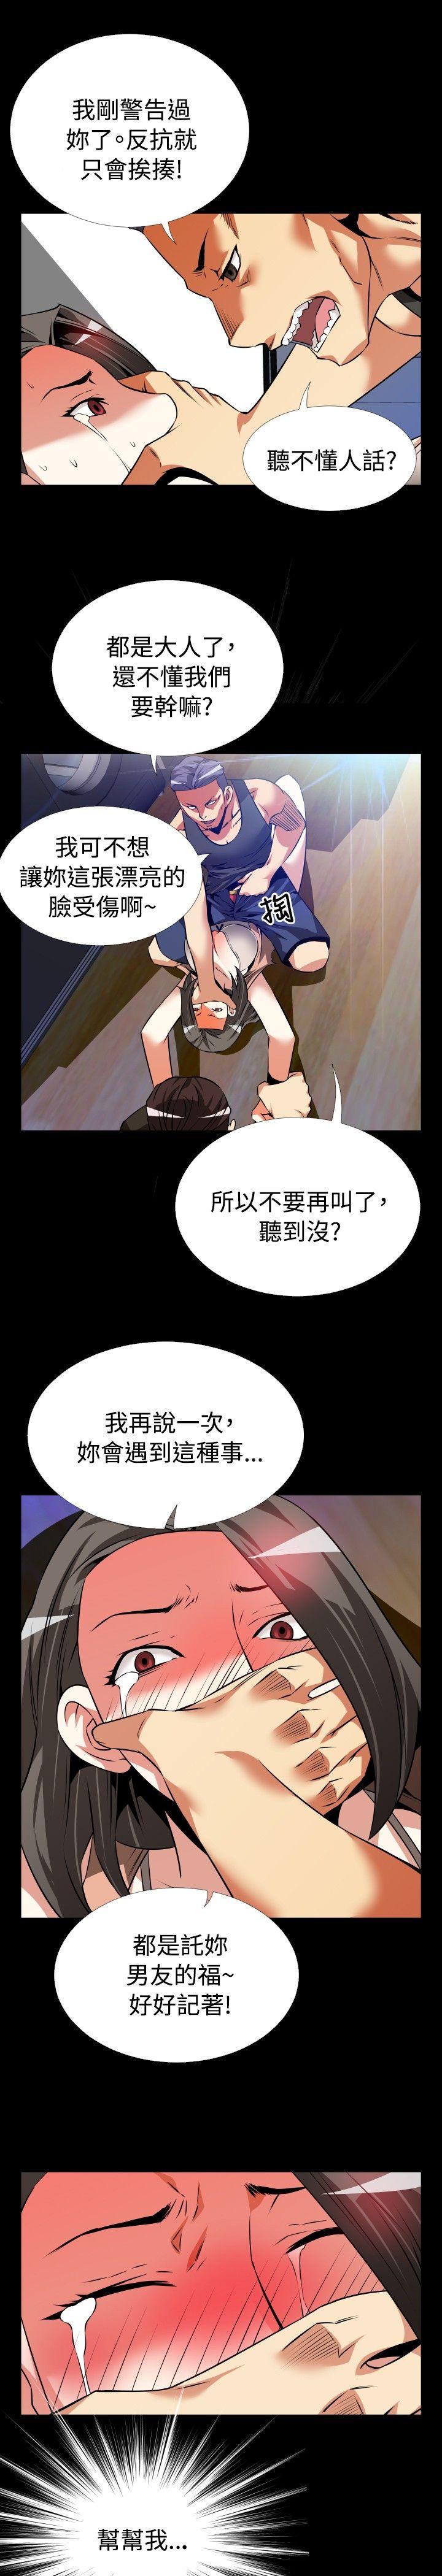 我剛警告過
妳了。反抗就
只會挨揍!
聽不懂人話?
都是大人了,
還不懂我們
要幹嘛?
我可不想
讓妳這張漂亮的
臉受傷啊~
掏
所以不要再叫了,
聽到沒?
我再說一次,
妳會遇到這種事...
都是託妳
男友的福~
好好記著!
幫幫我...